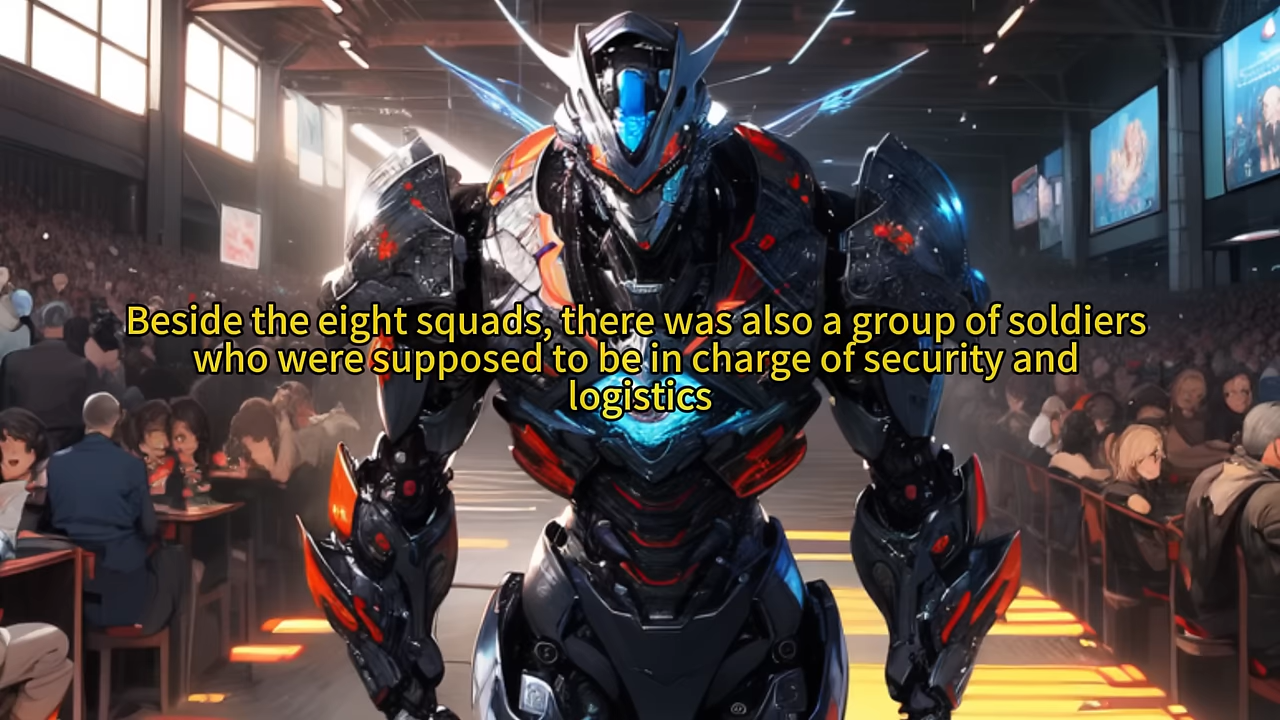 Beside the eight squads, there was also a group of soldiers
who were supposed to be in charge of security and
logistics